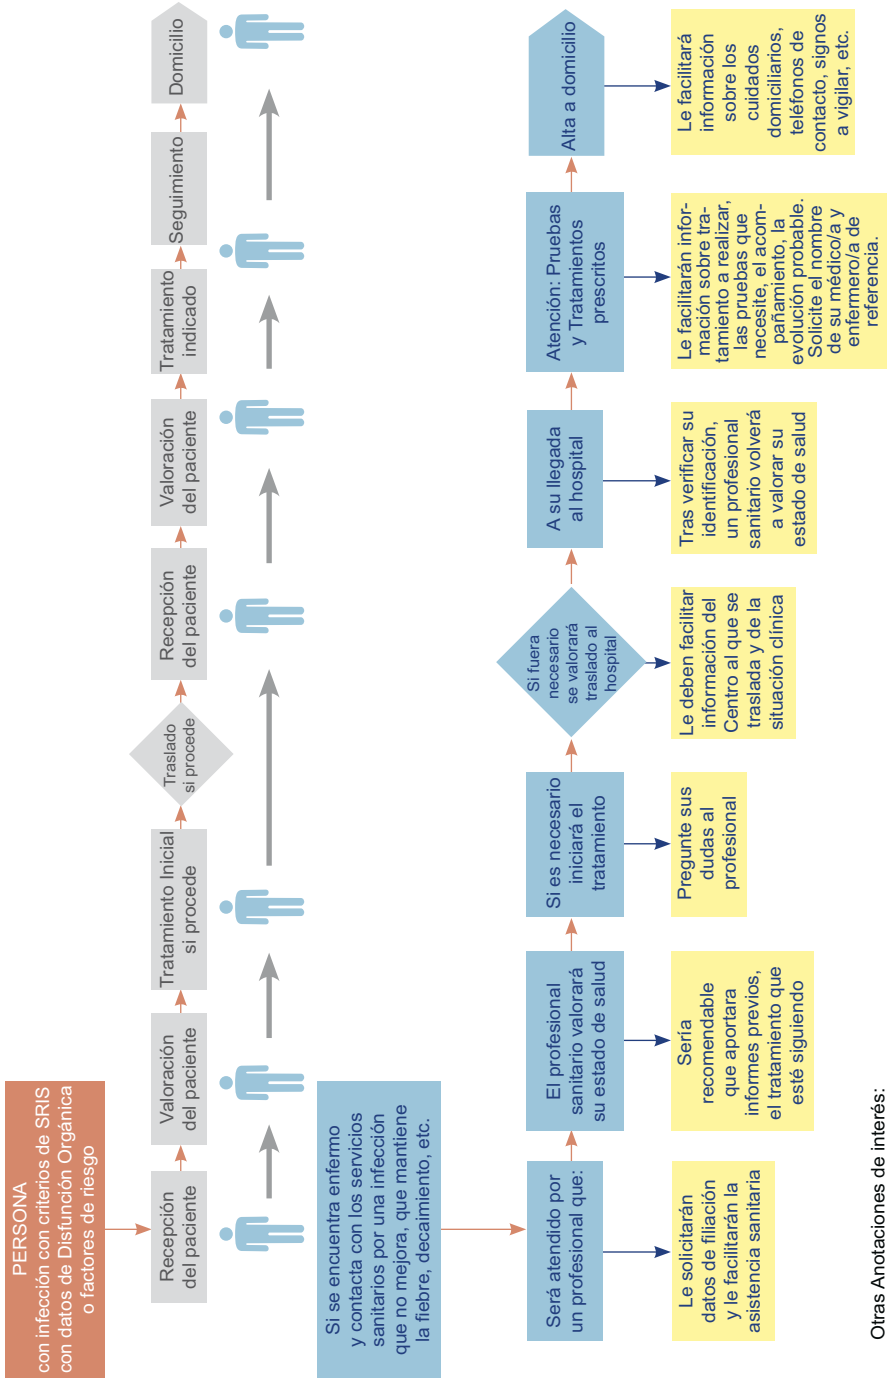 PERSONA
con infección con criterios de SRIS
con datos de Disfunción Orgánica
o factores de riesgo
Recepción
del paciente
Valoración
del paciente
Tratamiento Inicial
si procede
Traslado
si procede
Recepción
del paciente
Valoración
del paciente
Tratamiento
indicado
Seguimiento
Domicilio
Si se encuentra enfermo
y contacta con los servicios
sanitarios por una infección
que no mejora, que mantiene
la fiebre, decaimiento, etc.
Será atendido por
un profesional que:
El profesional
sanitario valorará
su estado de salud
Si es necesario
iniciará el
tratamiento
Si fuera
necesario
se valorará
traslado al
hospital
A su llegada
al hospital
Atención: Pruebas
y Tratamientos
prescritos
Alta a domicilio
Le solicitarán
datos de filiación
y le facilitarán la
asistencia sanitaria
Sería
recomendable
que aportara
informes previos,
el tratamiento que
esté siguiendo
Pregunte sus
dudas al
profesional
Le deben facilitar
información del
Centro al que se
traslada y de la
situación clínica
Tras verificar su
identificación,
un profesional
sanitario volverá
a valorar su
estado de salud
Le facilitarán infor-
mación sobre tra-
tamiento a realizar,
las pruebas que
necesite, el acom-
pañamiento, la
evolución probable.
Solicite el nombre
de su médico/a y
enfermero/a de
referencia.
Le facilitará
información
sobre los
cuidados
domiciliarios,
teléfonos de
contacto, signos
a vigilar, etc.
Otras Anotaciones de interés: